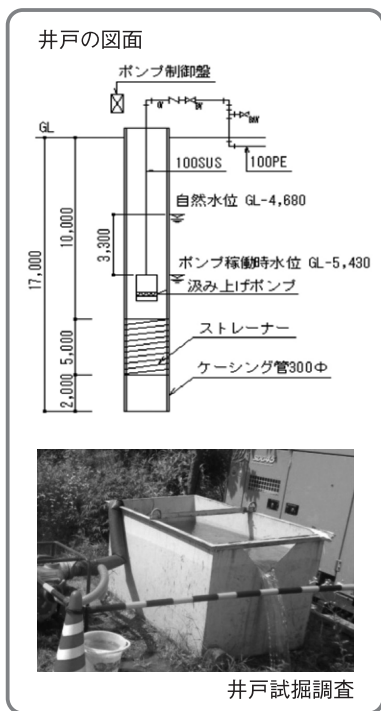 井戸の図面
ポンプ制御盤
GL
100SUS
100PE
自然水位 GL-4,680
10,000
3,300
17,000
ポンプ稼働時水位 GL-5,430
汲み上げポンプ
ストレーナー
5,000
ケーシング管300Φ
2,000
井戸試掘調査